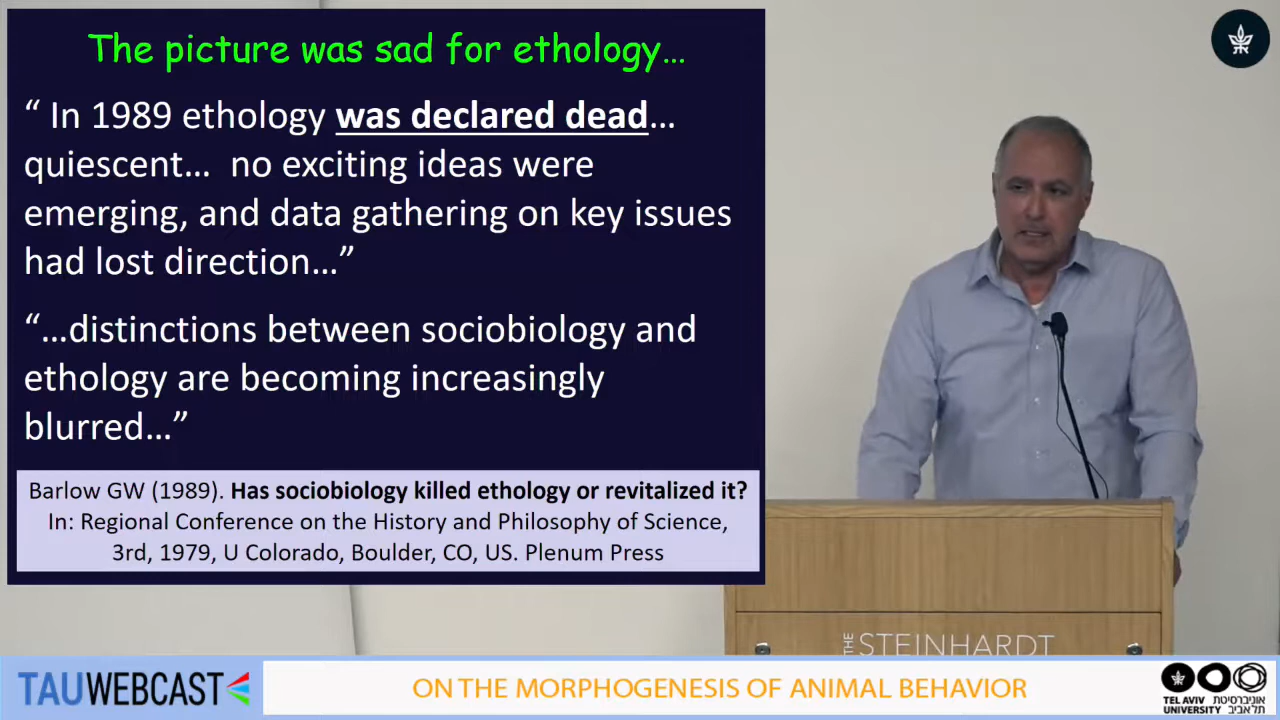 The picture was sad for ethology…
“ In 1989 ethology was declared dead…
quiescent… no exciting ideas were
emerging, and data gathering on key issues
had lost direction…”
“…distinctions between sociobiology and
ethology are becoming increasingly
blurred…”
Barlow GW (1989). Has sociobiology killed ethology or revitalized it?
In: Regional Conference on the History and Philosophy of Science,
3rd, 1979, U Colorado, Boulder, CO, US. Plenum Press
THE STEINHARDT
TAUWEBCAST
ON THE MORPHOGENESIS OF ANIMAL BEHAVIOR
TEL AVIV אוניברסיטת
UNIVERSITY תל אביב